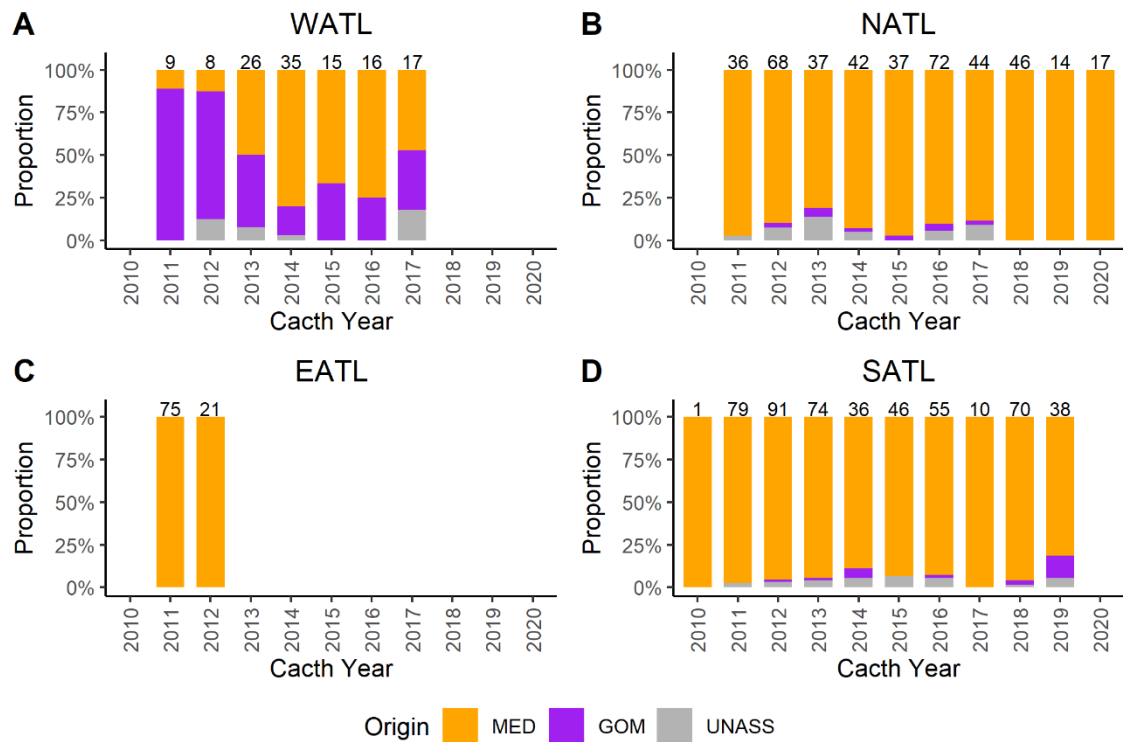 A WATL
9 8 26 35 15 16 17
100%
75%
50%
25%
0%
Proportion
2010 2011 2012 2013 2014 2015 2016 2017 2018 2019 2020
Cacth Year
B NATL
36 68 37 42 37 72 44 46 14 17
100%
75%
50%
25%
0%
Proportion
2010 2011 2012 2013 2014 2015 2016 2017 2018 2019 2020
Cacth Year
C EATL
75 21
100%
75%
50%
25%
0%
Proportion
2010 2011 2012 2013 2014 2015 2016 2017 2018 2019 2020
Cacth Year
D SATL
1 79 91 74 36 46 55 10 70 38
100%
75%
50%
25%
0%
Proportion
2010 2011 2012 2013 2014 2015 2016 2017 2018 2019 2020
Cacth Year
Origin MED GOM UNASS